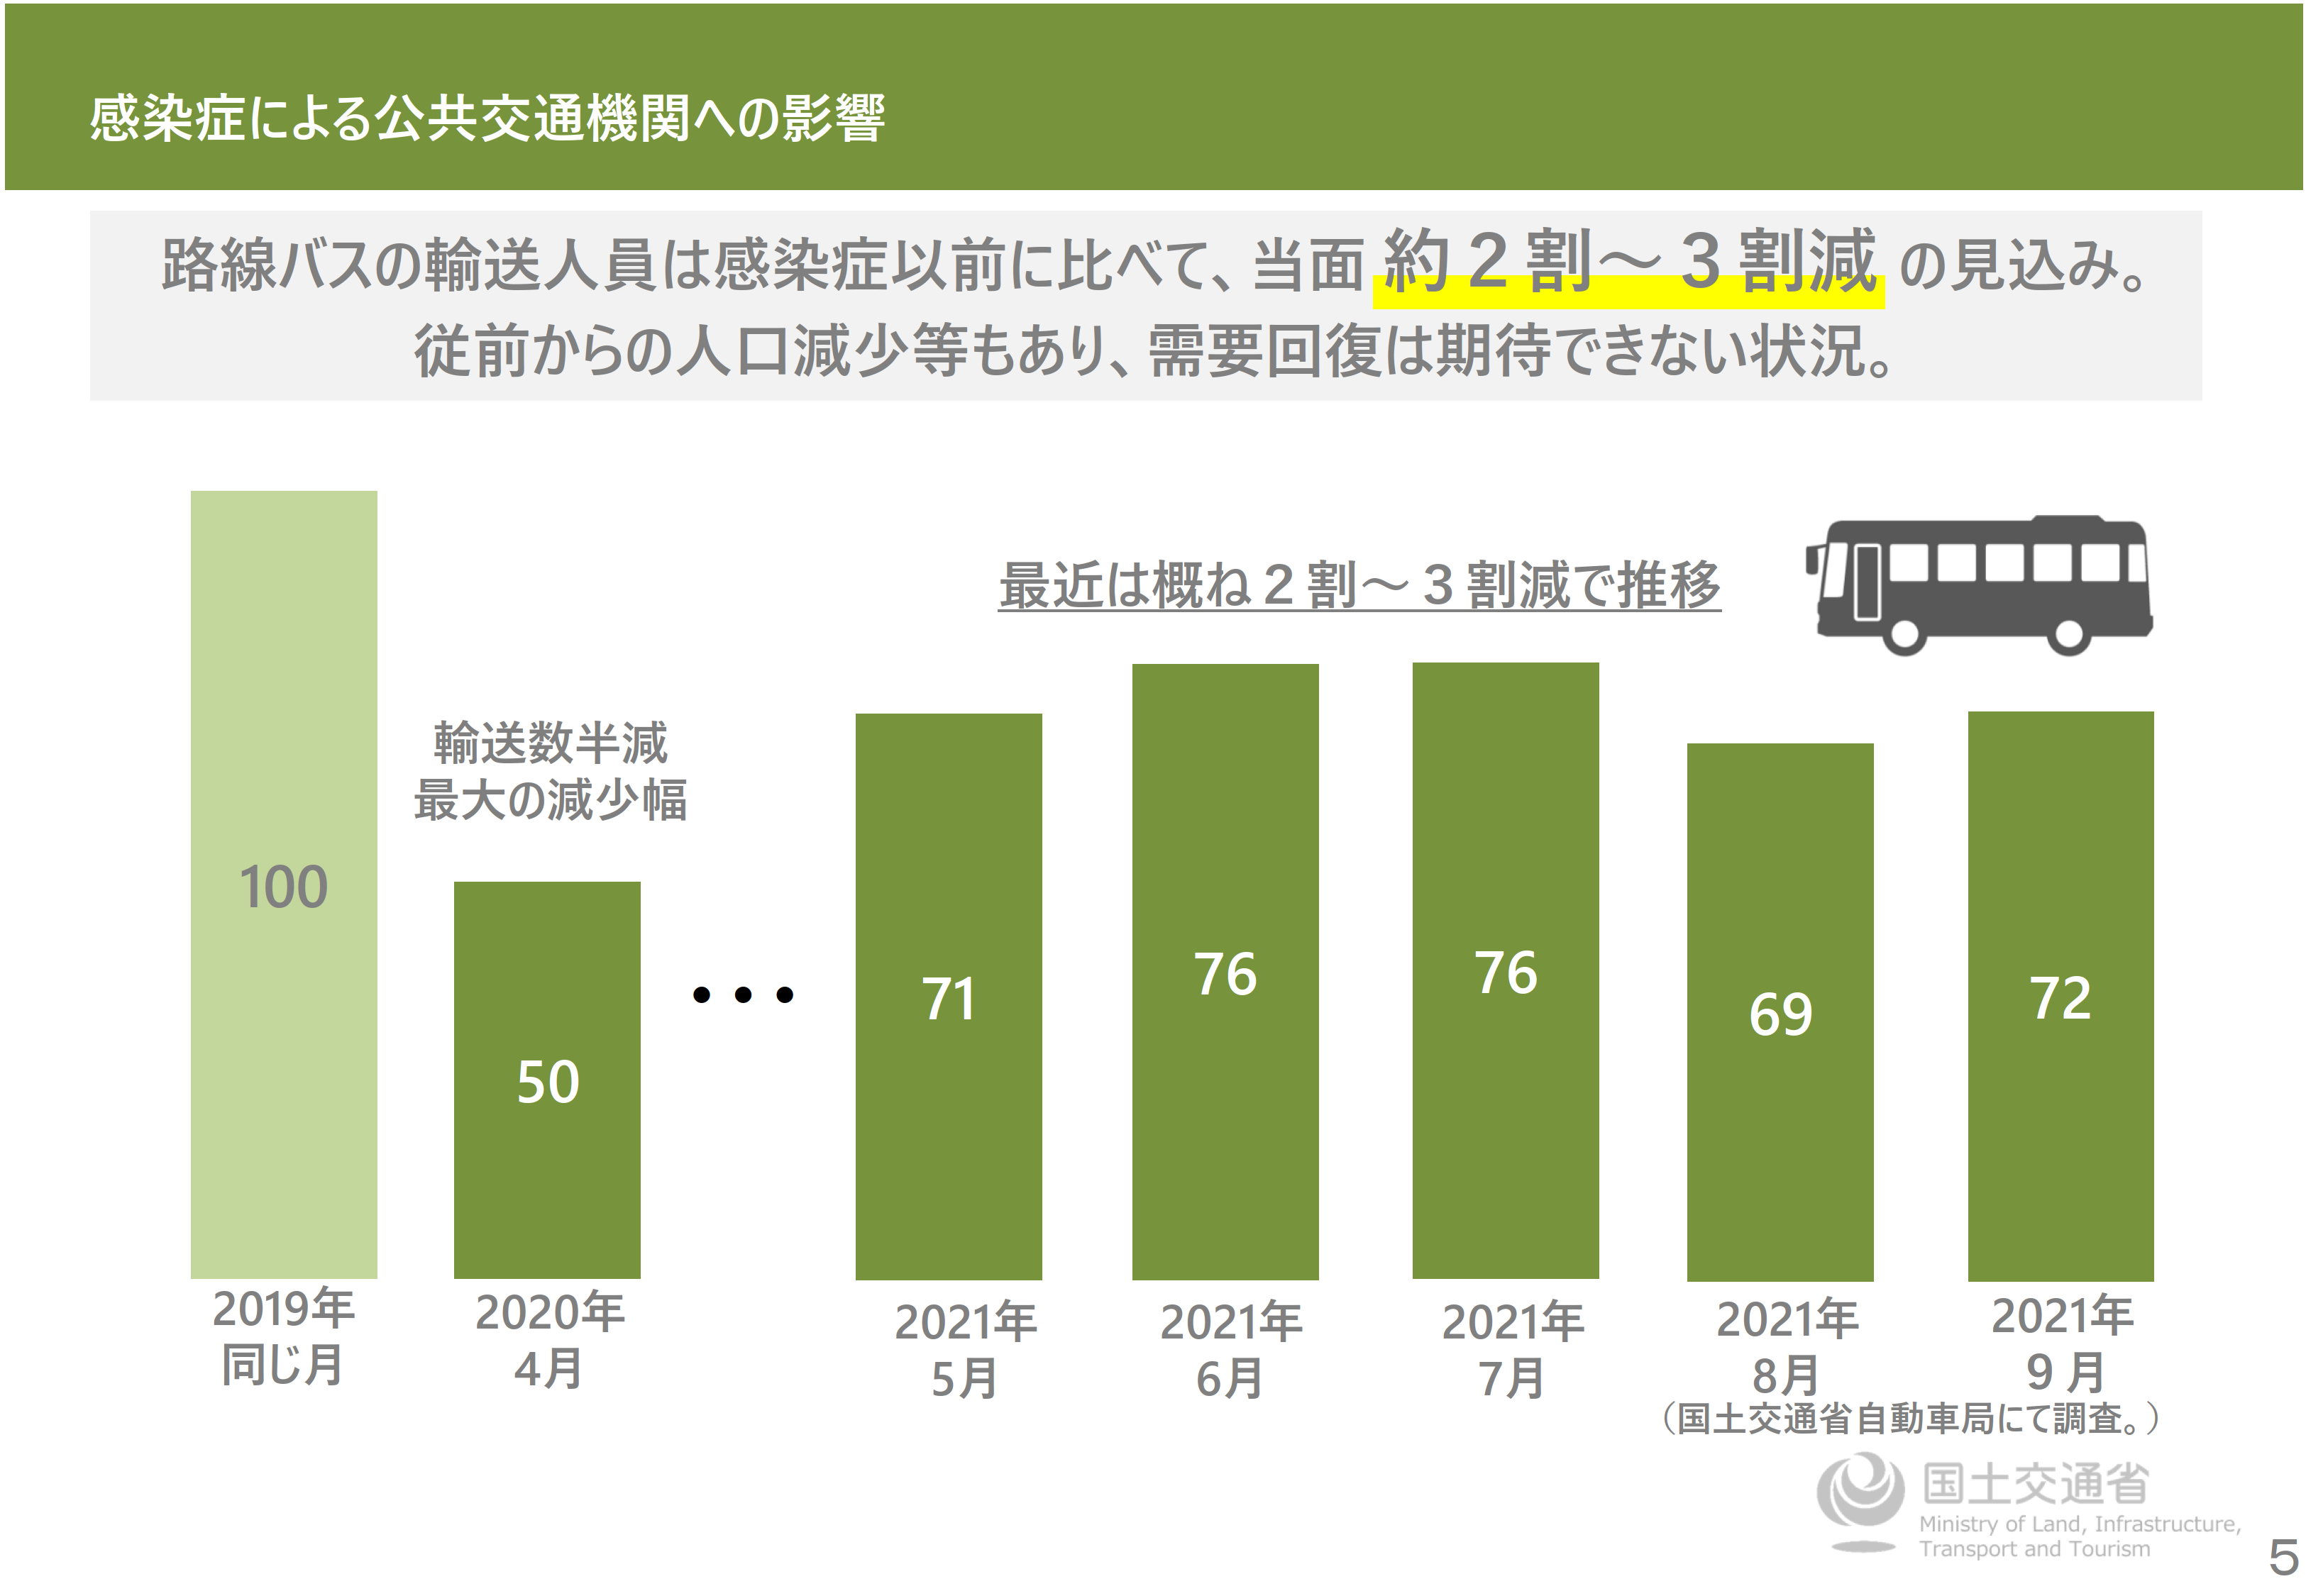 感染症による公共交通機関への影響
路線バスの輸送人員は感染症以前に比べて、当面 約２割～３割減 の見込み。
従前からの人口減少等もあり、需要回復は期待できない状況。
最近は概ね２割～３割減で推移
輸送数半減
最大の減少幅
100
50
・・・
71
76
76
69
72
2019年
同じ月
2020年
4月
2021年
5月
2021年
6月
2021年
7月
2021年
8月
2021年
９月
（国土交通省自動車局にて調査。）
国土交通省
Ministry of Land, Infrastructure,
Transport and Tourism
5